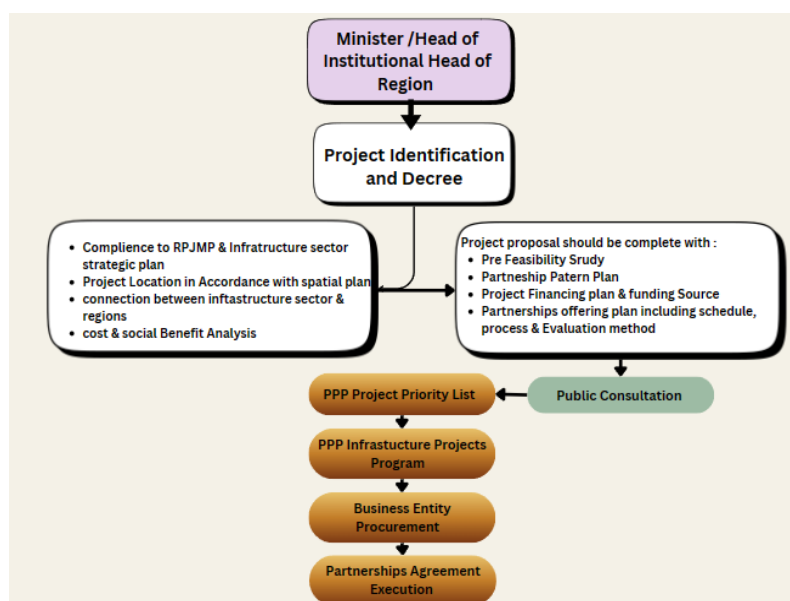 Minister /Head of
Institutional Head of
Region
Project Identification
and Decree
• Complience to RPJMP & Infratructure sector
strategic plan
• Project Location in Accordance with spatial plan
• connection between inftastructure sector &
regions
• cost & social Benefit Analysis
Project proposal should be complete with :
• Pre Feasibility Srudy
• Partneship Patern Plan
• Project Financing plan & funding Source
• Partnerships offering plan including schedule,
process & Evaluation method
Public Consultation
PPP Project Priority List
PPP Infrastucture Projects
Program
Business Entity
Procurement
Partnerships Agreement
Execution